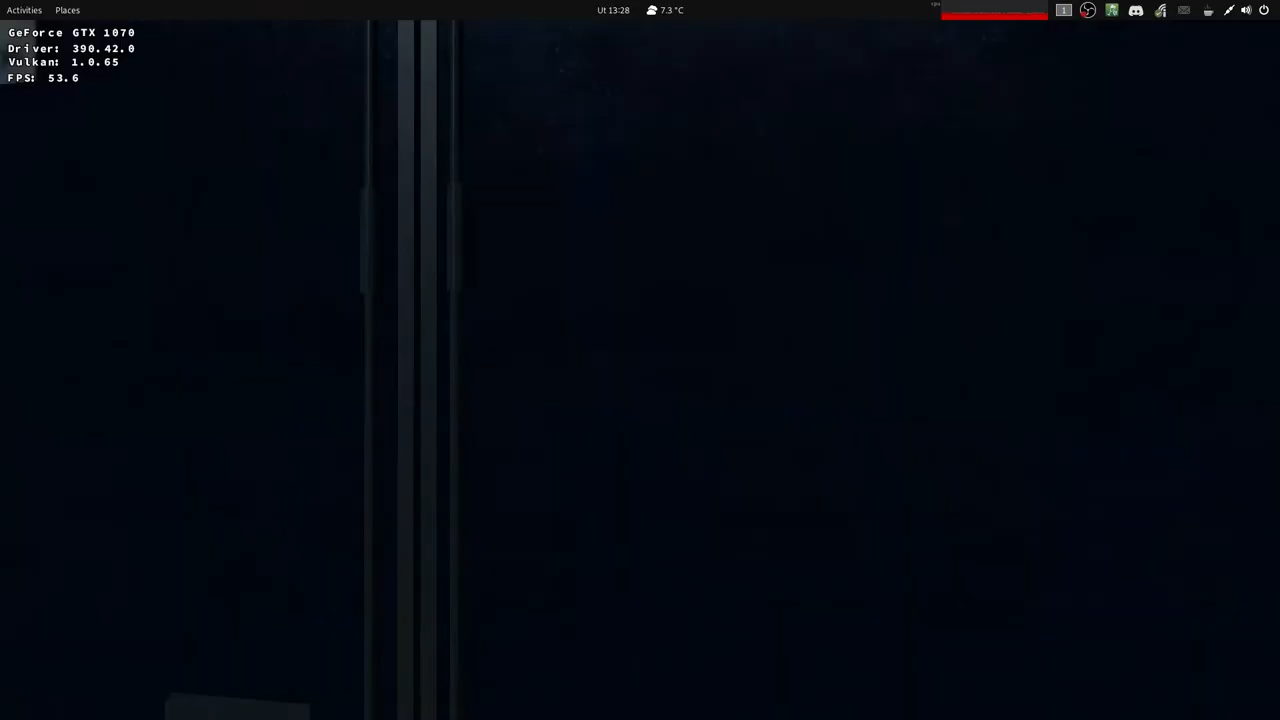 Activities Places Ut 13:28 7.3 °C 1
GeForce GTX 1070
Driver: 390.42.0
Vulkan: 1.0.65
FPS: 53.6